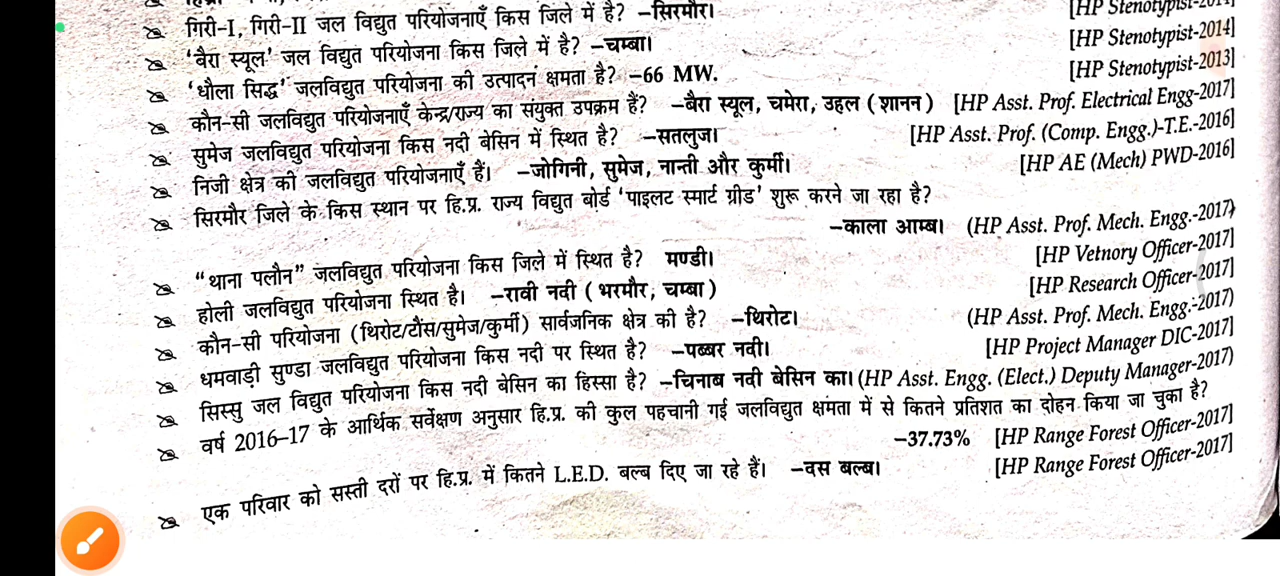 गिरी-I, गिरी-II जल विद्युत परियोजनाएँ किस जिले में है? -सिरमौर। [HP Stenotypist-2014]
'बैरा स्यूल' जल विद्युत परियोजना किस जिले में है? -चम्बा। [HP Stenotypist-2014]
'धौला सिद्ध' जलविद्युत परियोजना की उत्पादन क्षमता है? -66 MW. [HP Stenotypist-2013]
कौन-सी जलविद्युत परियोजनाएँ केन्द्र/राज्य का संयुक्त उपक्रम हैं? -बैरा स्यूल, चमेरा, उहल (शानन) [HP Asst. Prof. Electrical Engg-2017]
सुमेज जलविद्युत परियोजना किस नदी बेसिन में स्थित है? -सतलुज। [HP Asst. Prof. (Comp. Engg.)-T.E.-2016]
निजी क्षेत्र की जलविद्युत परियोजनाएँ हैं। -जोगिनी, सुमेज, नान्ती और कुर्मी। [HP AE (Mech) PWD-2016]
सिरमौर जिले के किस स्थान पर हि.प्र. राज्य विद्युत बोर्ड 'पाइलट स्मार्ट ग्रीड' शुरू करने जा रहा है?
-काला आम्ब। (HP Asst. Prof. Mech. Engg.-2017)
"थाना पलौन" जलविद्युत परियोजना किस जिले में स्थित है? मण्डी। [HP Vetnory Officer-2017]
होली जलविद्युत परियोजना स्थित है। -रावी नदी (भरमौर, चम्बा) [HP Research Officer-2017]
कौन-सी परियोजना (थिरोट/टौंस/सुमेज/कुर्मी) सार्वजनिक क्षेत्र की है? -थिरोट। (HP Asst. Prof. Mech. Engg.-2017)
धमवाड़ी सुण्डा जलविद्युत परियोजना किस नदी पर स्थित है? -पब्बर नदी। [HP Project Manager DIC-2017]
सिस्सु जल विद्युत परियोजना किस नदी बेसिन का हिस्सा है? -चिनाब नदी बेसिन का। (HP Asst. Engg. (Elect.) Deputy Manager-2017)
वर्ष 2016-17 के आर्थिक सर्वेक्षण अनुसार हि.प्र. की कुल पहचानी गई जलविद्युत क्षमता में से कितने प्रतिशत का दोहन किया जा चुका है?
-37.73% [HP Range Forest Officer-2017]
एक परिवार को सस्ती दरों पर हि.प्र. में कितने L.E.D. बल्ब दिए जा रहे हैं। -दस बल्ब। [HP Range Forest Officer-2017]